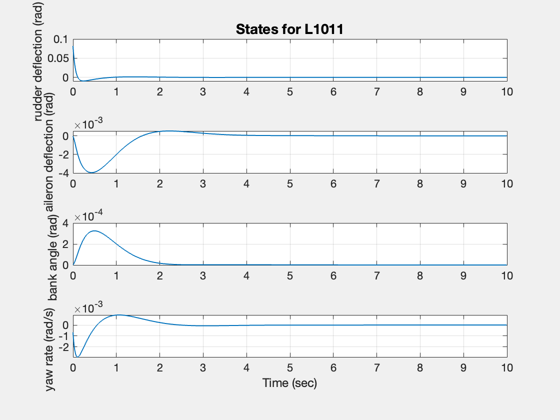 States for L1011
rudder deflection (rad)
0.1
0.05
0
0 1 2 3 4 5 6 7 8 9 10
aileron deflection (rad)
×10-3
0
-2
-4
0 1 2 3 4 5 6 7 8 9 10
bank angle (rad)
×10-4
4
2
0
0 1 2 3 4 5 6 7 8 9 10
yaw rate (rad/s)
×10-3
0
-1
-2
0 1 2 3 4 5 6 7 8 9 10
Time (sec)